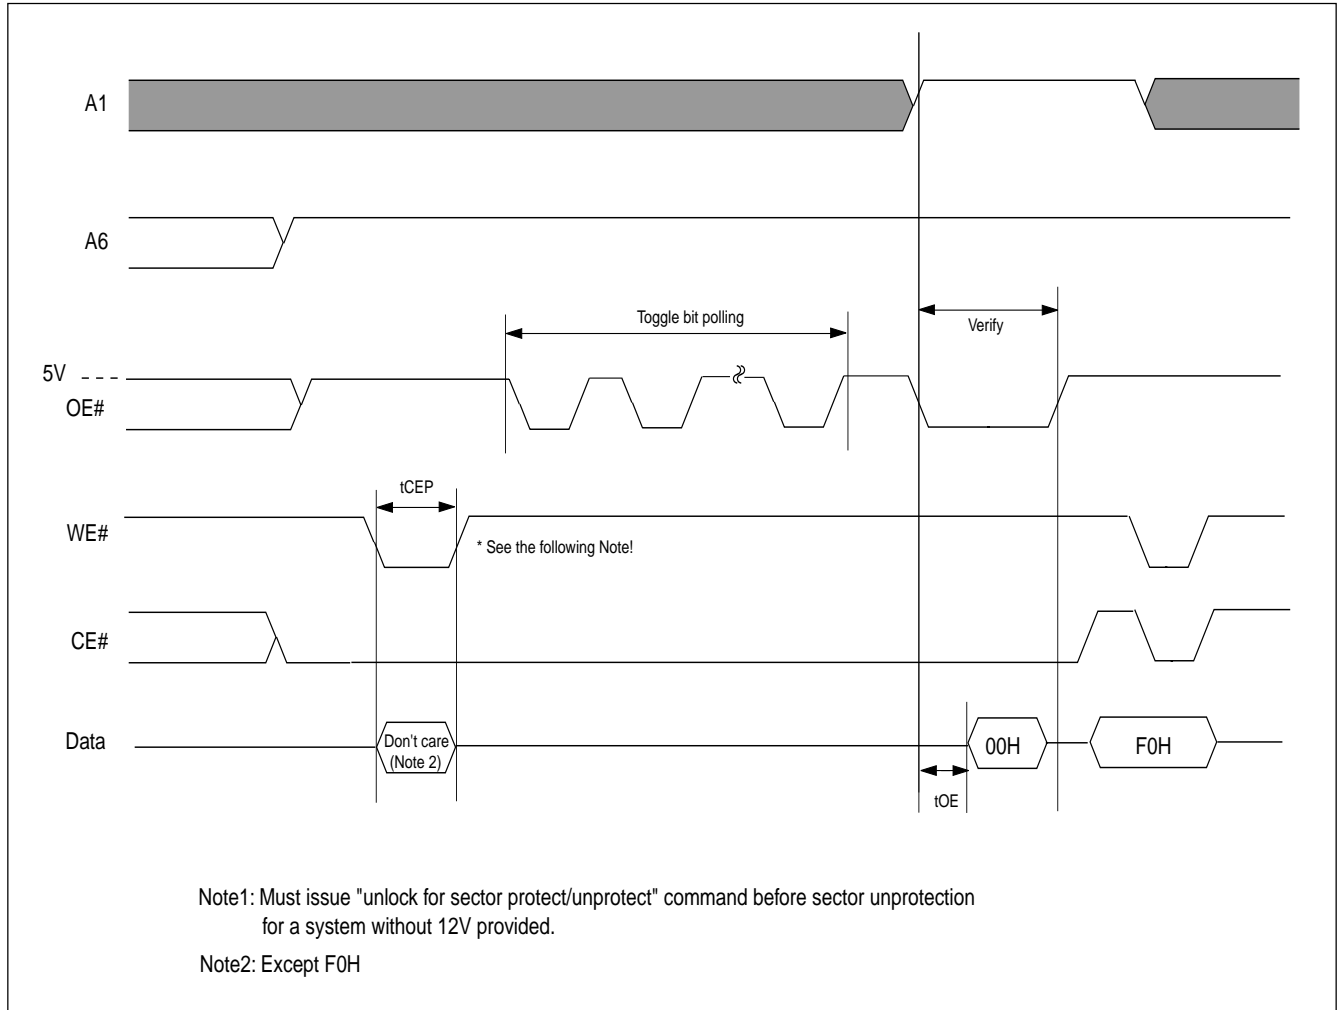 A1
A6
Toggle bit polling
Verify
5V
OE#
tCEP
WE#
* See the following Note!
CE#
Data
Don't care
(Note 2)
00H
F0H
tOE
Note1: Must issue "unlock for sector protect/unprotect" command before sector unprotection
for a system without 12V provided.
Note2: Except F0H